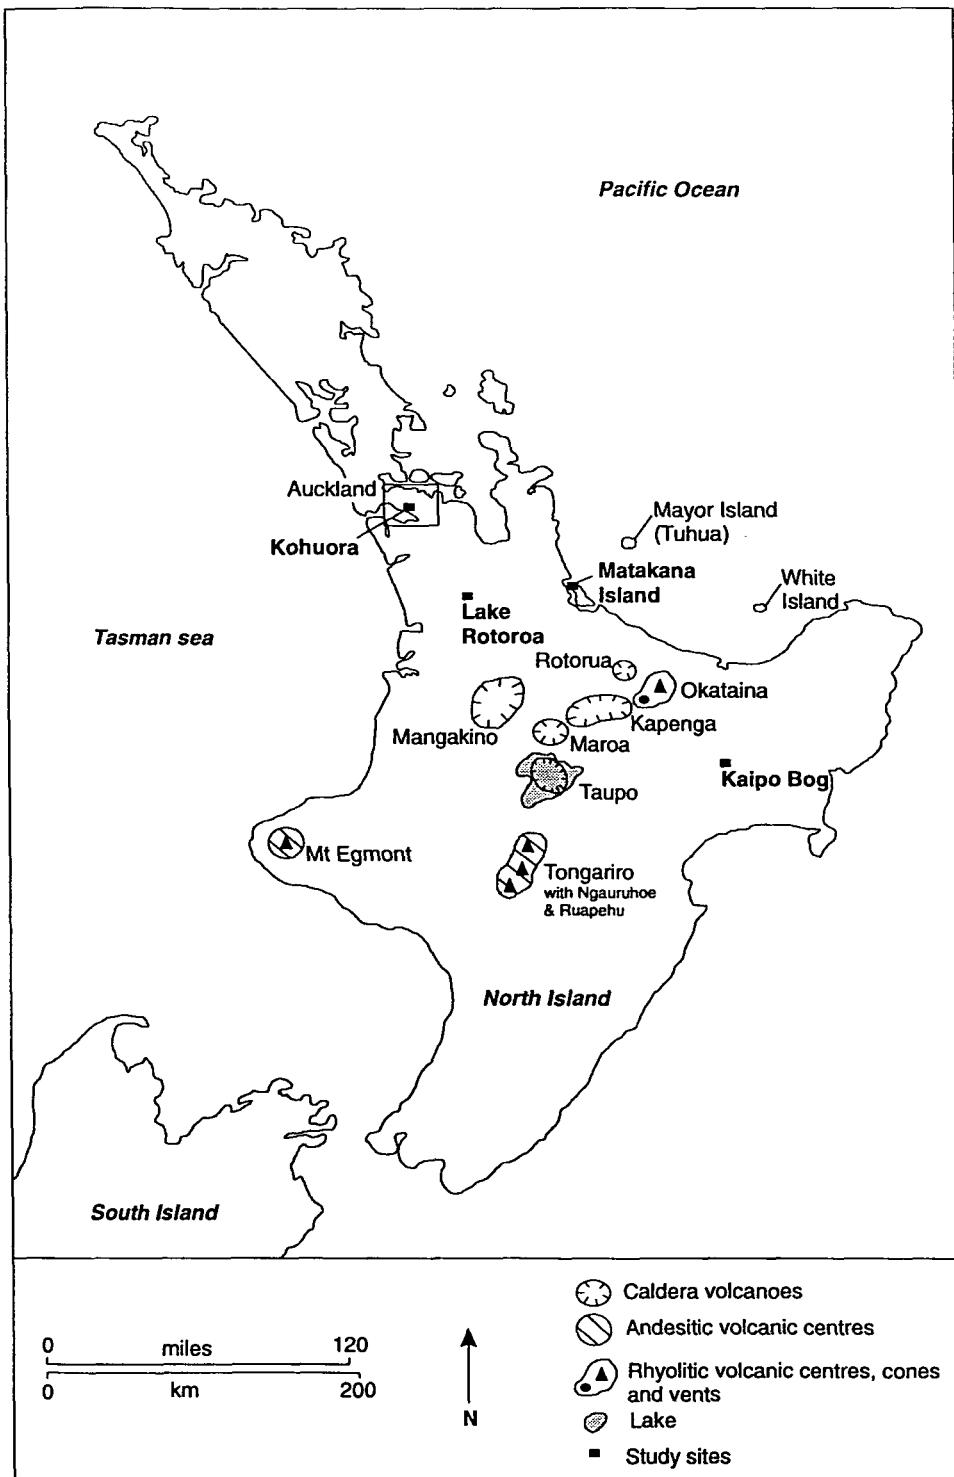 Pacific Ocean
Auckland
Kohuora
Mayor Island
(Tuhua)
Matakana
Island
White
Island
Lake
Rotoroa
Tasman sea
Rotorua
Okataina
Kapenga
Mangakino
Maroa
Kaipo Bog
Taupo
Mt Egmont
Tongariro
with Ngauruhoe
& Ruapehu
North Island
South Island
0 miles 120
0 km 200
N
Caldera volcanoes
Andesitic volcanic centres
Rhyolitic volcanic centres, cones
and vents
Lake
Study sites